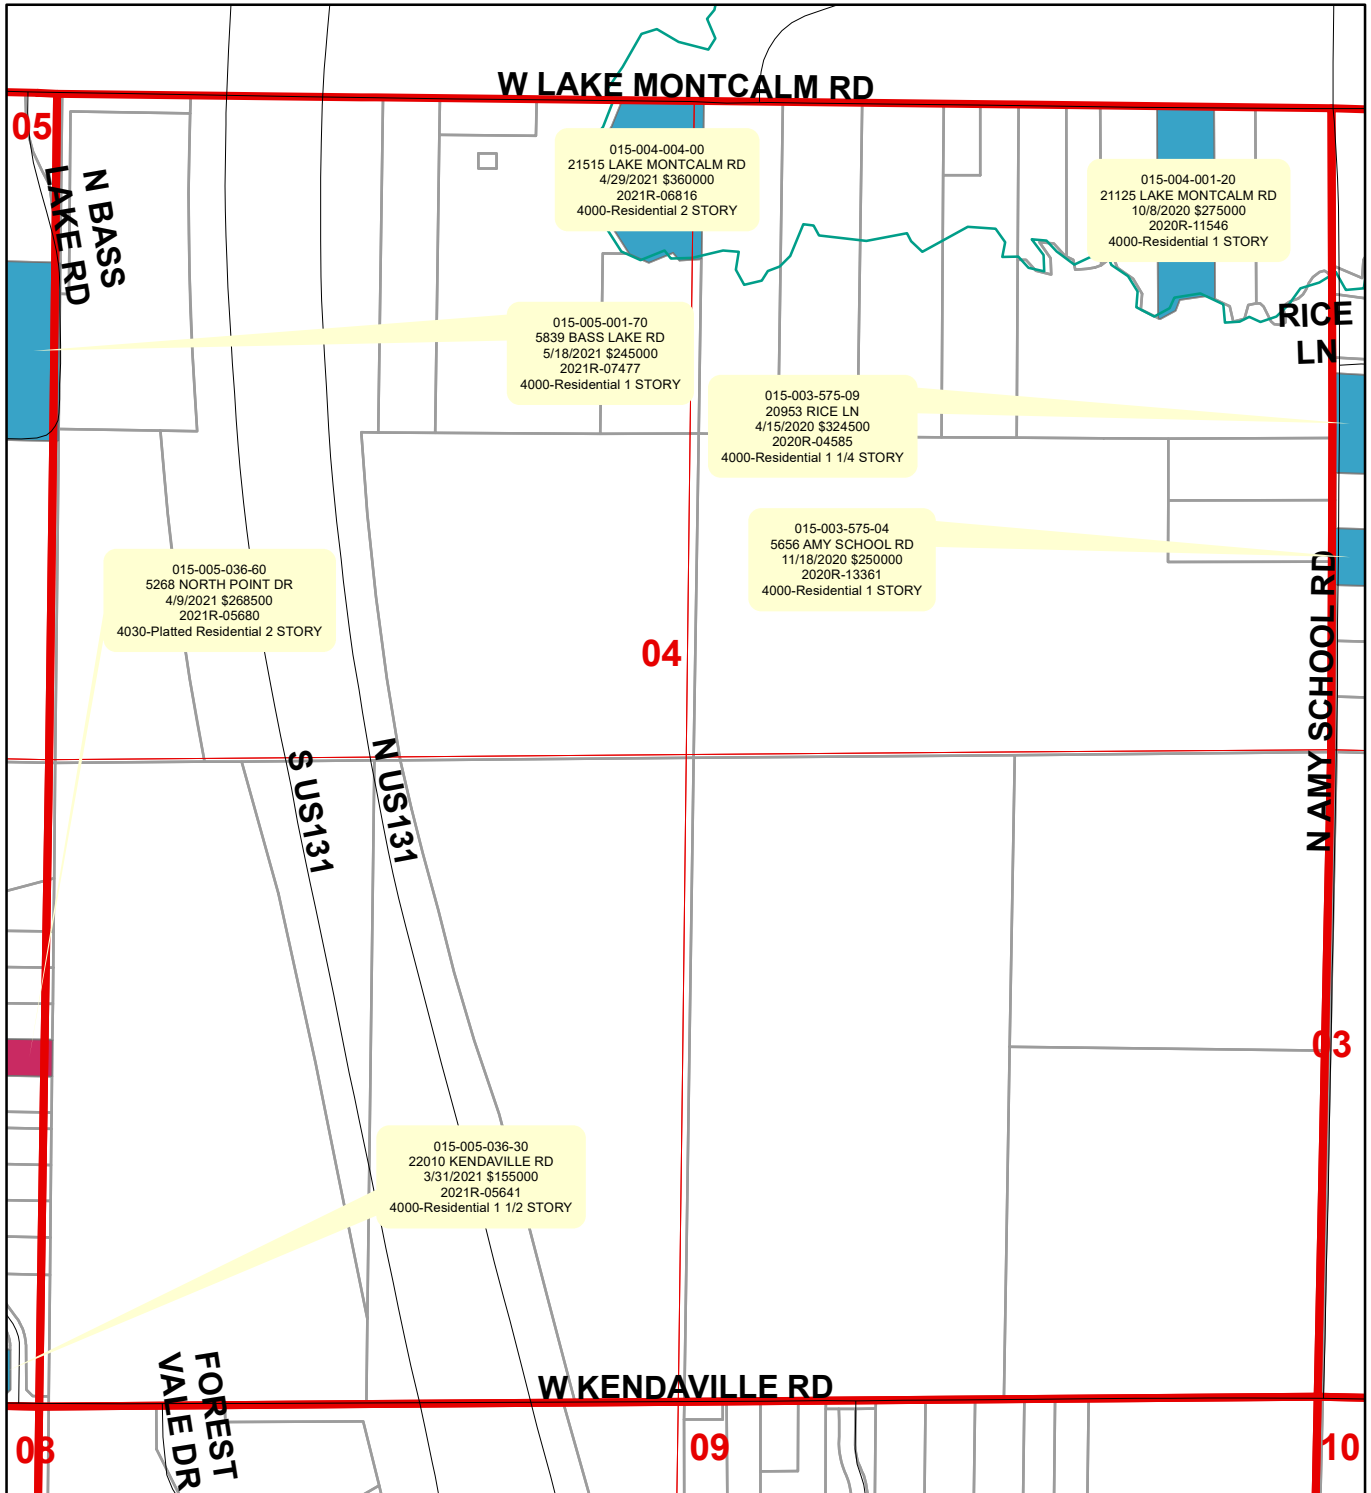 W LAKE MONTCALM RD
05
N BASS
LAKE RD
015-004-004-00
21515 LAKE MONTCALM RD
4/29/2021 $360000
2021R-06816
4000-Residential 2 STORY
015-004-001-20
21125 LAKE MONTCALM RD
10/8/2020 $275000
2020R-11546
4000-Residential 1 STORY
RICE
LN
015-005-001-70
5839 BASS LAKE RD
5/18/2021 $245000
2021R-07477
4000-Residential 1 STORY
015-003-575-09
20953 RICE LN
4/15/2020 $324500
2020R-04585
4000-Residential 1 1/4 STORY
015-003-575-04
5656 AMY SCHOOL RD
11/18/2020 $250000
2020R-13361
4000-Residential 1 STORY
015-005-036-60
5268 NORTH POINT DR
4/9/2021 $268500
2021R-05680
4030-Platted Residential 2 STORY
04
N AMY SCHOOL RD
S US131
N US131
03
015-005-036-30
22010 KENDAVILLE RD
3/31/2021 $155000
2021R-05641
4000-Residential 1 1/2 STORY
W KENDAVILLE RD
FOREST
VALE DR
08
09
10